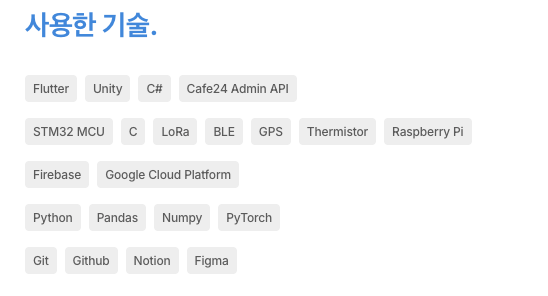 사용한 기술.
Flutter Unity C# Cafe24 Admin API
STM32 MCU C LoRa BLE GPS Thermistor Raspberry Pi
Firebase Google Cloud Platform
Python Pandas Numpy PyTorch
Git Github Notion Figma